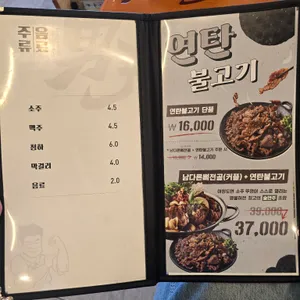 주 음
류 료
소주 4.5
맥주 4.5
청하 6.0
막걸리 4.0
음료 2.0
연탄
불고기
연탄불고기 단품
₩ 16,000
₩ 14,000
남다른뼈전골(커플) + 연탄불고기
39,000
37,000